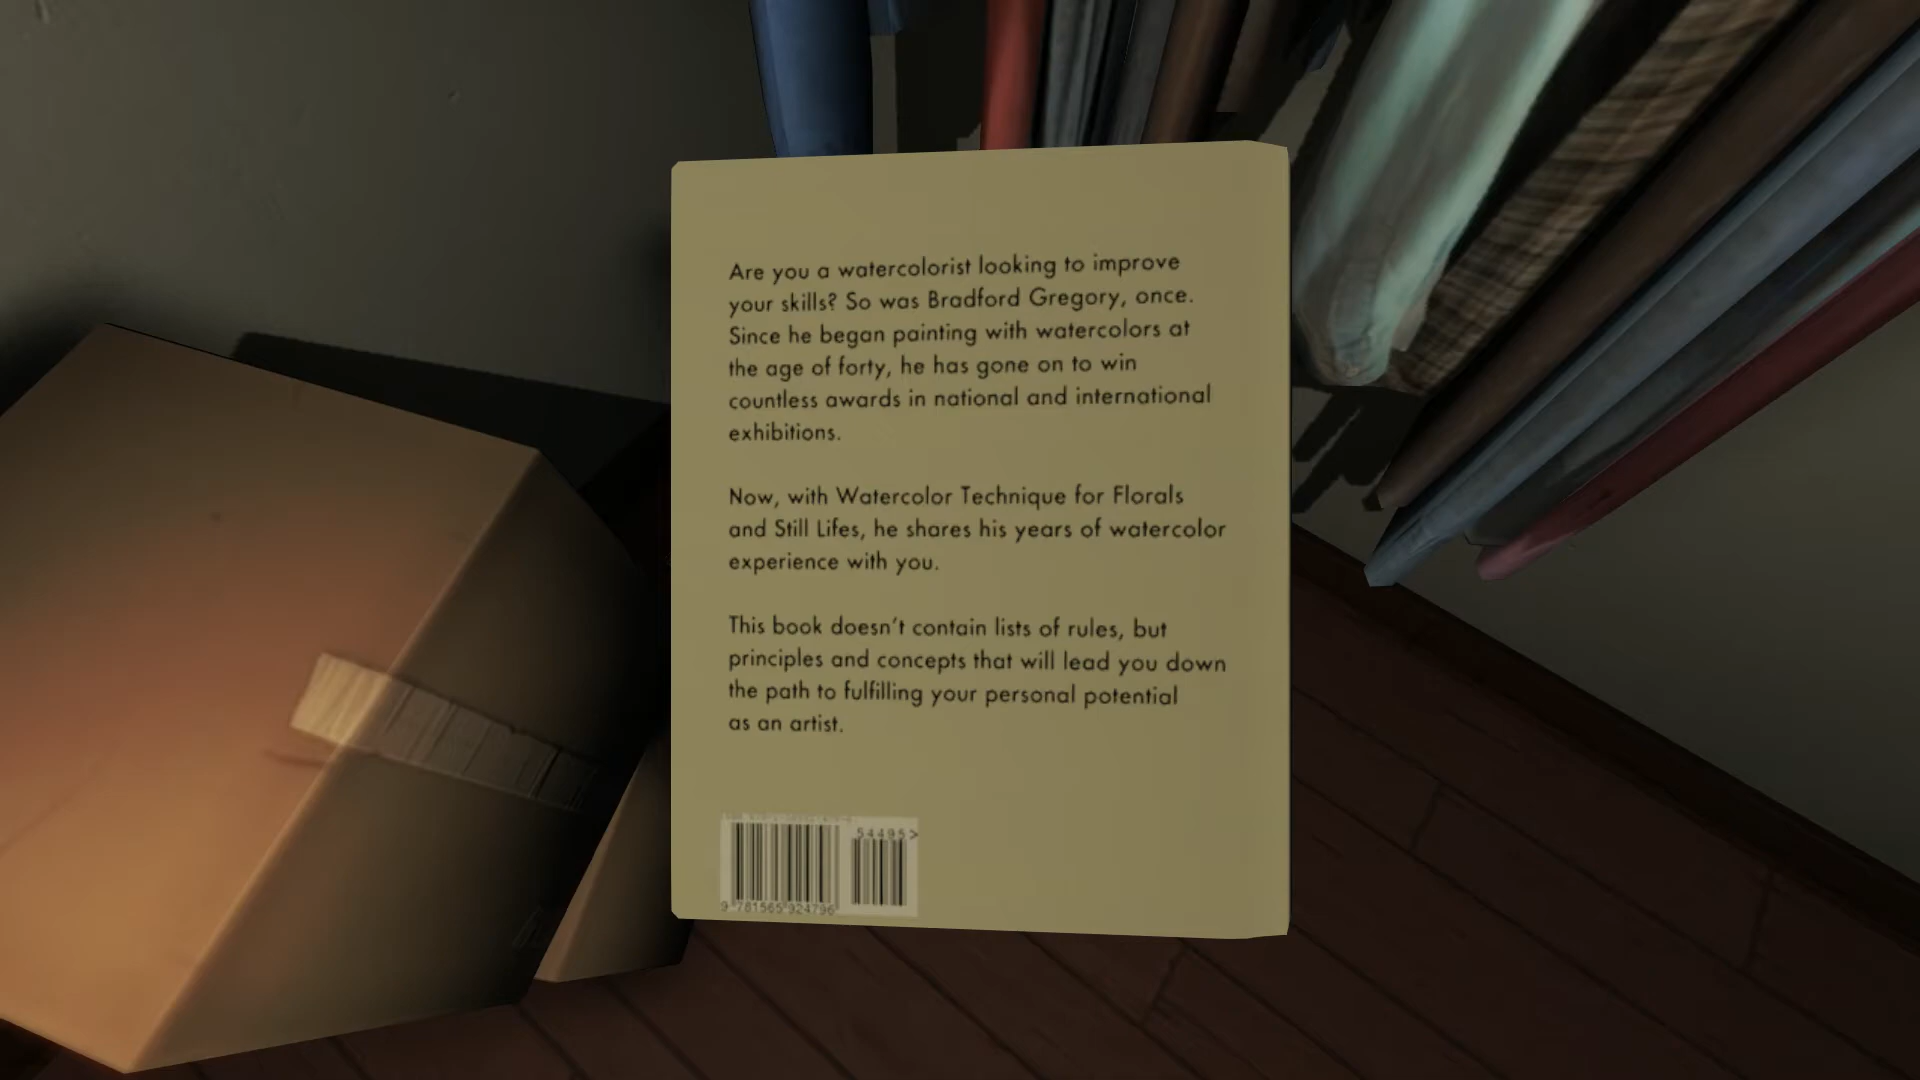 Are you a watercolorist looking to improve
your skills? So was Bradford Gregory, once.
Since he began painting with watercolors at
the age of forty, he has gone on to win
countless awards in national and international
exhibitions.
Now, with Watercolor Technique for Florals
and Still Lifes, he shares his years of watercolor
experience with you.
This book doesn't contain lists of rules, but
principles and concepts that will lead you down
the path to fulfilling your personal potential
as an artist.
54495>
9 781565 924796